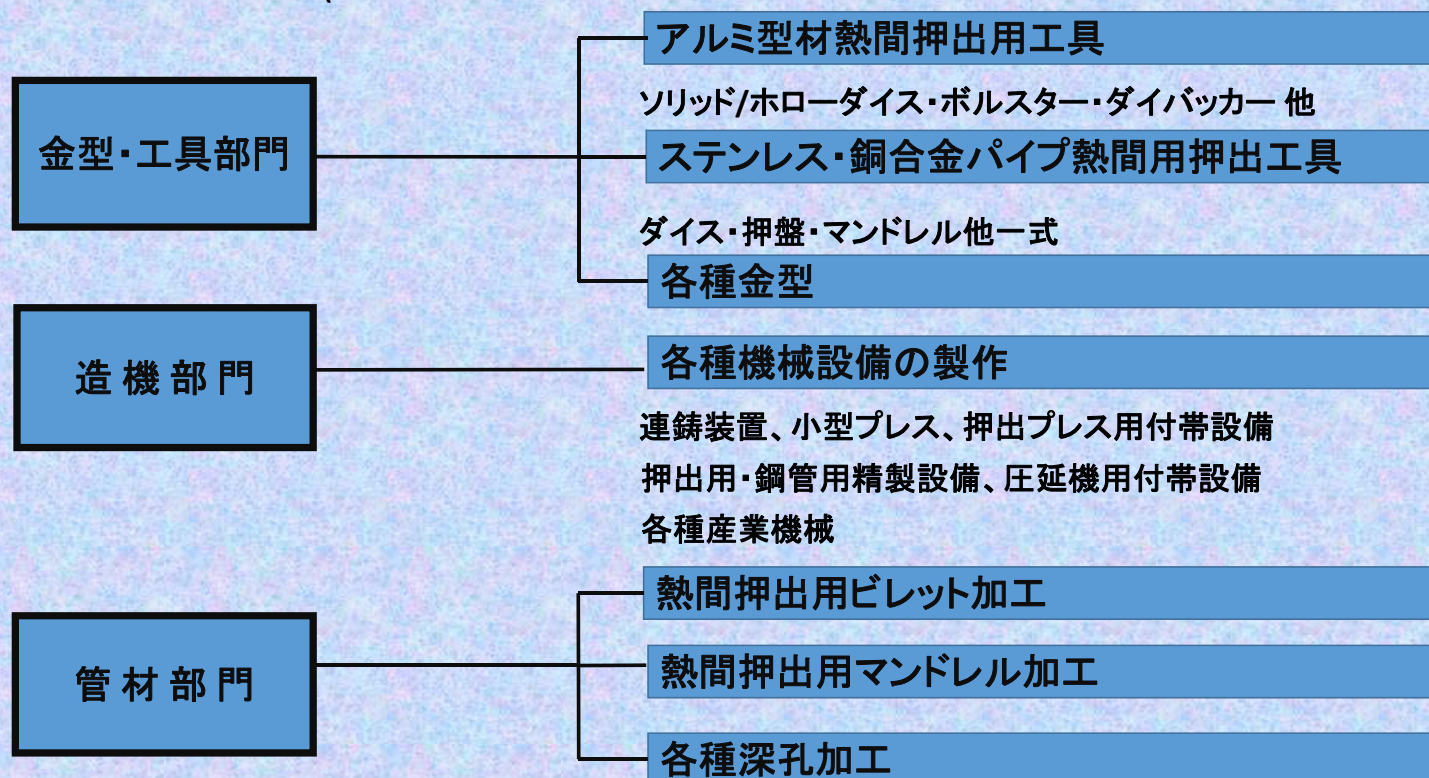 金型・工具部門
アルミ型材熱間押出用工具
ソリッド/ホローダイス・ボルスター・ダイバッカー 他
ステンレス・銅合金パイプ熱間用押出工具
ダイス・押盤・マンドレル他一式
各種金型
造 機 部 門
各種機械設備の製作
連鋳装置、小型プレス、押出プレス用付帯設備
押出用・鋼管用精製設備、圧延機用付帯設備
各種産業機械
管 材 部 門
熱間押出用ビレット加工
熱間押出用マンドレル加工
各種深孔加工